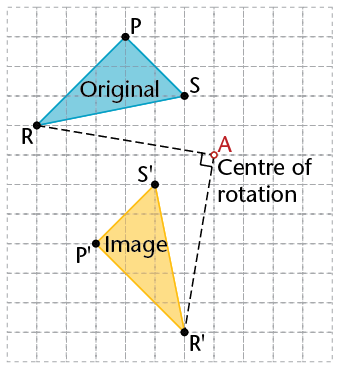 P
Original
S
R
A
Centre of
rotation
S'
P'
Image
R'